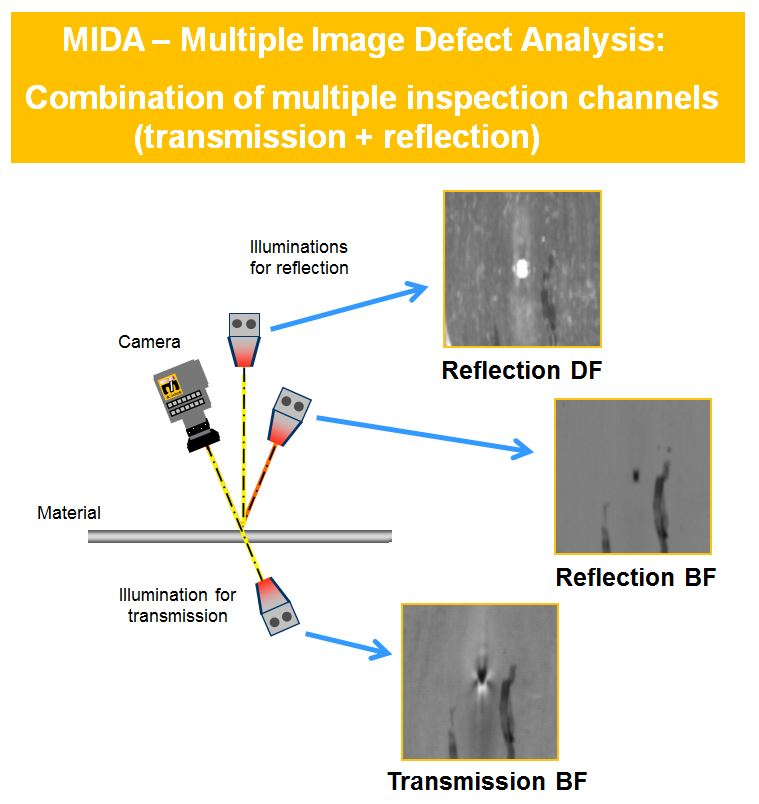 MIDA – Multiple Image Defect Analysis:
Combination of multiple inspection channels
(transmission + reflection)
Illuminations
for reflection
Camera
Reflection DF
Material
Reflection BF
Illumination for
transmission
Transmission BF